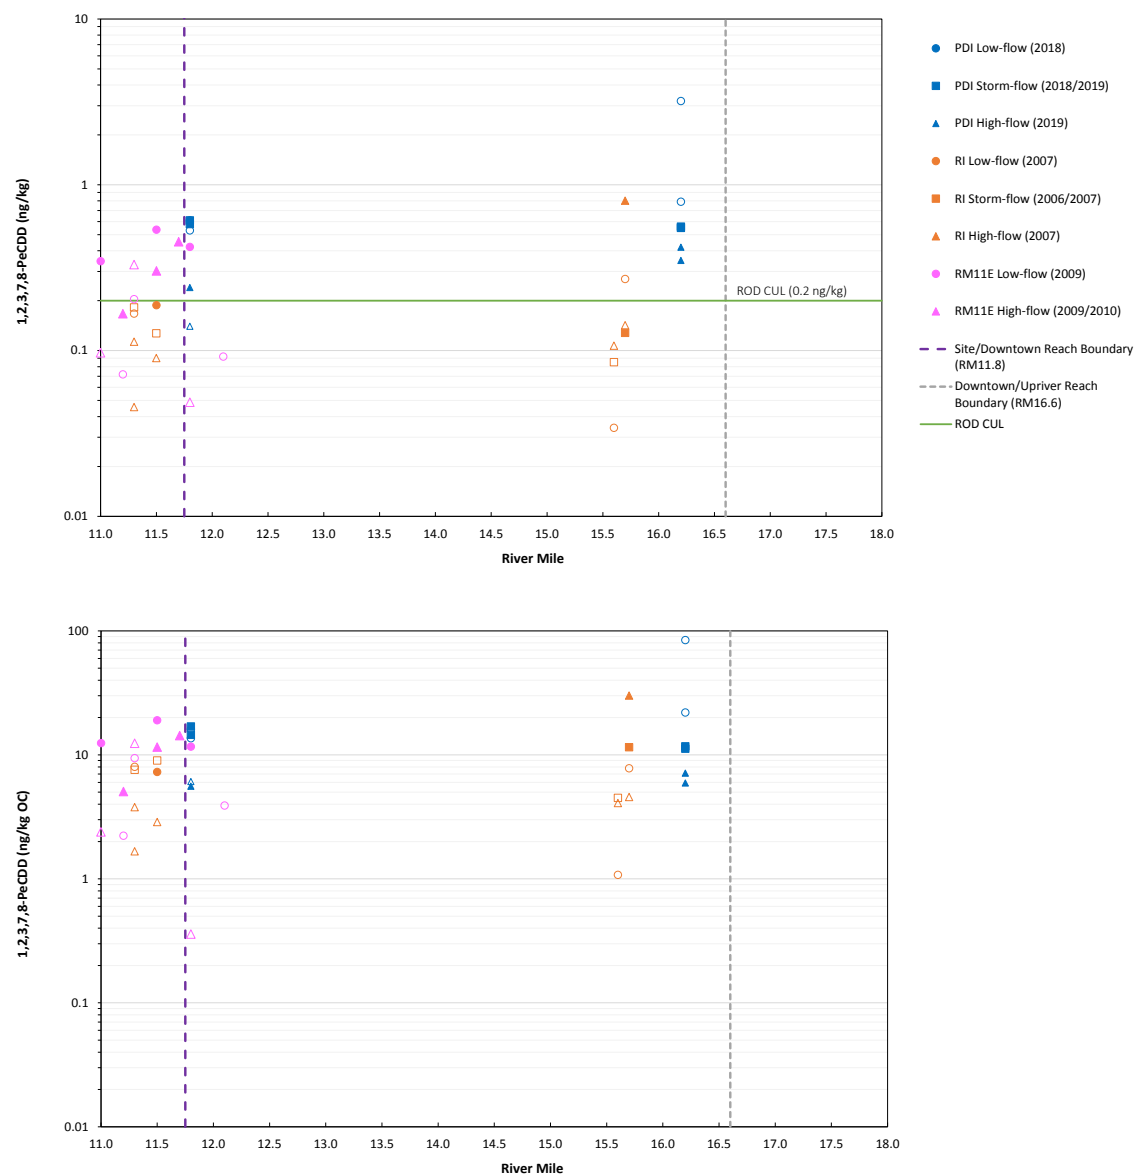 10
1
0.1
0.01
1,2,3,7,8-PeCDD (ng/kg)
ROD CUL (0.2 ng/kg)
11.0 11.5 12.0 12.5 13.0 13.5 14.0 14.5 15.0 15.5 16.0 16.5 17.0 17.5 18.0
River Mile
PDI Low-flow (2018)
PDI Storm-flow (2018/2019)
PDI High-flow (2019)
RI Low-flow (2007)
RI Storm-flow (2006/2007)
RI High-flow (2007)
RM11E Low-flow (2009)
RM11E High-flow (2009/2010)
Site/Downtown Reach Boundary
(RM11.8)
Downtown/Upriver Reach
Boundary (RM16.6)
ROD CUL
100
10
1
0.1
0.01
1,2,3,7,8-PeCDD (ng/kg OC)
11.0 11.5 12.0 12.5 13.0 13.5 14.0 14.5 15.0 15.5 16.0 16.5 17.0 17.5 18.0
River Mile